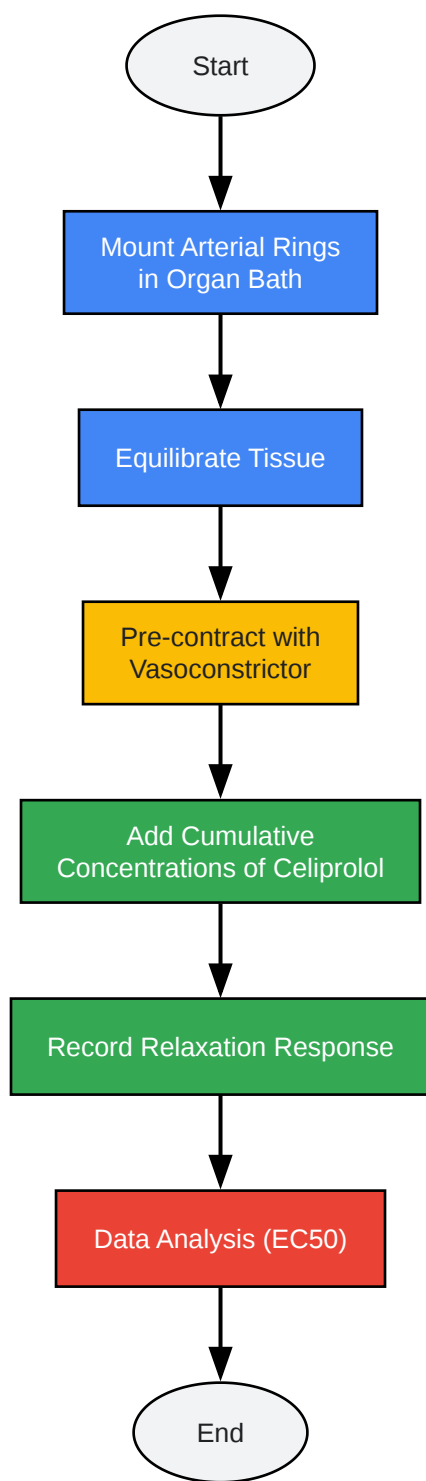 Start
Mount Arterial Rings
in Organ Bath
Equilibrate Tissue
Pre-contract with
Vasoconstrictor
Add Cumulative
Concentrations of Celiprolol
Record Relaxation Response
Data Analysis (EC50)
End